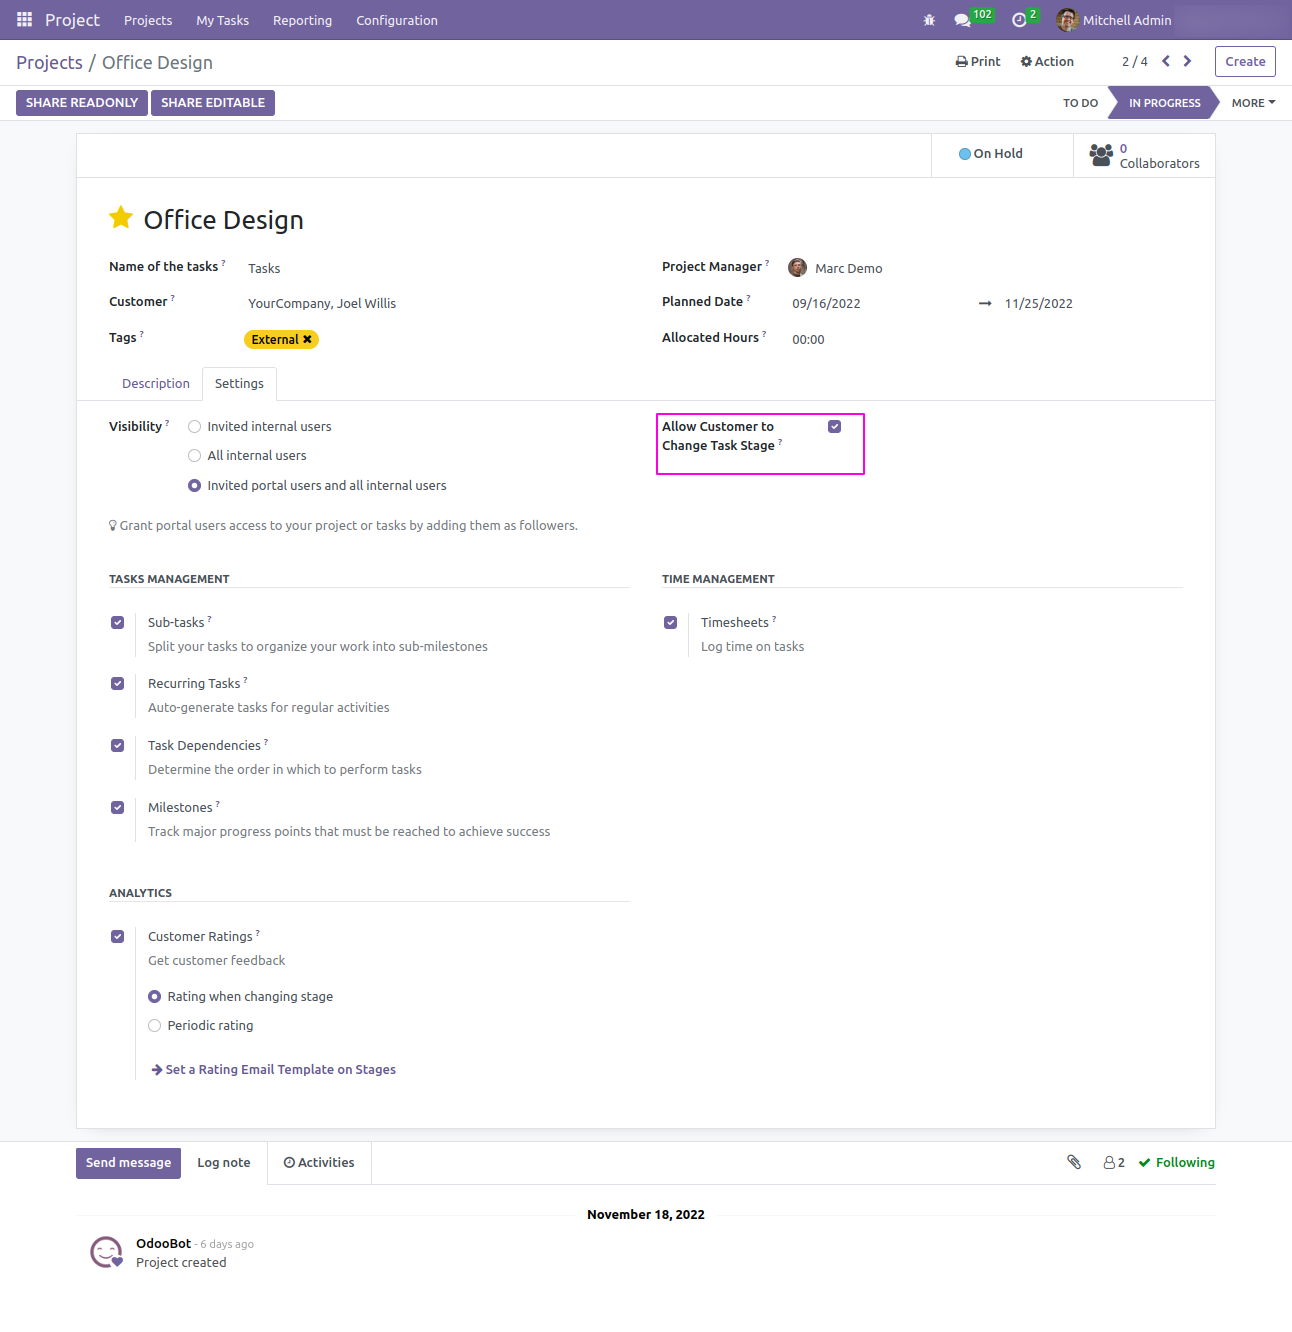 Project Projects My Tasks Reporting Configuration 102 2 Mitchell Admin
Projects / Office Design Print Action 2 / 4 Create
SHARE READONLY SHARE EDITABLE TO DO IN PROGRESS MORE
On Hold 0 Collaborators
Office Design
Name of the tasks ? Tasks Project Manager ? Marc Demo
Customer ? YourCompany, Joel Willis Planned Date ? 09/16/2022 → 11/25/2022
Tags ? External ✖ Allocated Hours ? 00:00
Description Settings
Visibility ? Invited internal users Allow Customer to
Change Task Stage ?
All internal users
Invited portal users and all internal users
Grant portal users access to your project or tasks by adding them as followers.
TASKS MANAGEMENT TIME MANAGEMENT
Sub-tasks ? Timesheets ?
Split your tasks to organize your work into sub-milestones Log time on tasks
Recurring Tasks ?
Auto-generate tasks for regular activities
Task Dependencies ?
Determine the order in which to perform tasks
Milestones ?
Track major progress points that must be reached to achieve success
ANALYTICS
Customer Ratings ?
Get customer feedback
Rating when changing stage
Periodic rating
Set a Rating Email Template on Stages
Send message Log note Activities 2 Following
November 18, 2022
OdooBot - 6 days ago
Project created